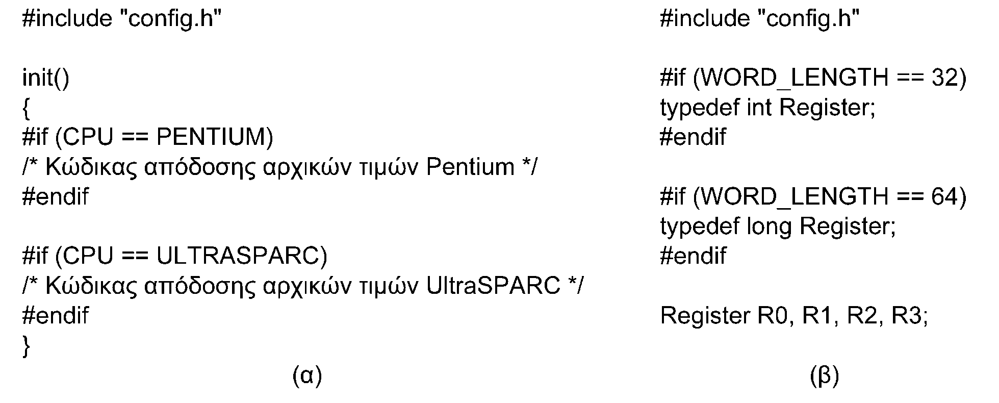 #include "config.h"
init()
{
#if (CPU == PENTIUM)
/* Κώδικας απόδοσης αρχικών τιμών Pentium */
#endif
#if (CPU == ULTRASPARC)
/* Κώδικας απόδοσης αρχικών τιμών UltraSPARC */
#endif
}
(α)
#include "config.h"
#if (WORD_LENGTH == 32)
typedef int Register;
#endif
#if (WORD_LENGTH == 64)
typedef long Register;
#endif
Register R0, R1, R2, R3;
(β)